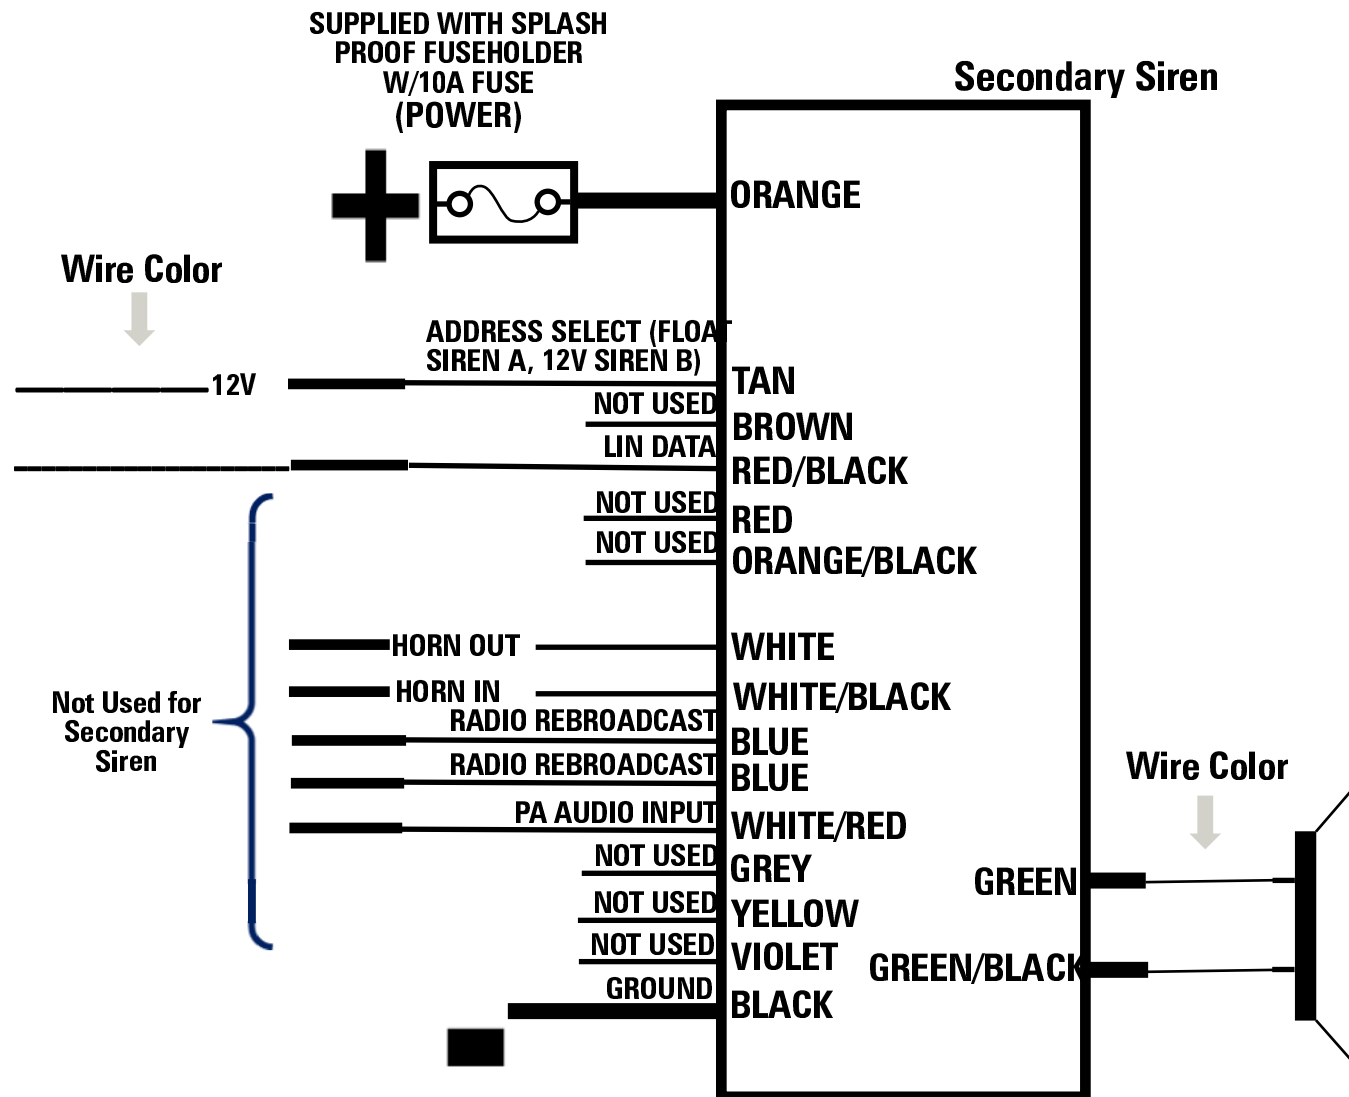 SUPPLIED WITH SPLASH
PROOF FUSEHOLDER
W/10A FUSE
(POWER)
Secondary Siren
ORANGE
Wire Color
ADDRESS SELECT (FLOAT
SIREN A, 12V SIREN B)
12V
TAN
NOT USED
BROWN
LIN DATA
RED/BLACK
NOT USED
RED
NOT USED
ORANGE/BLACK
HORN OUT
WHITE
HORN IN
WHITE/BLACK
Not Used for
Secondary
Siren
RADIO REBROADCAST
BLUE
RADIO REBROADCAST
BLUE
Wire Color
PA AUDIO INPUT
WHITE/RED
NOT USED
GREY
GREEN
NOT USED
YELLOW
NOT USED
VIOLET
GREEN/BLACK
GROUND
BLACK